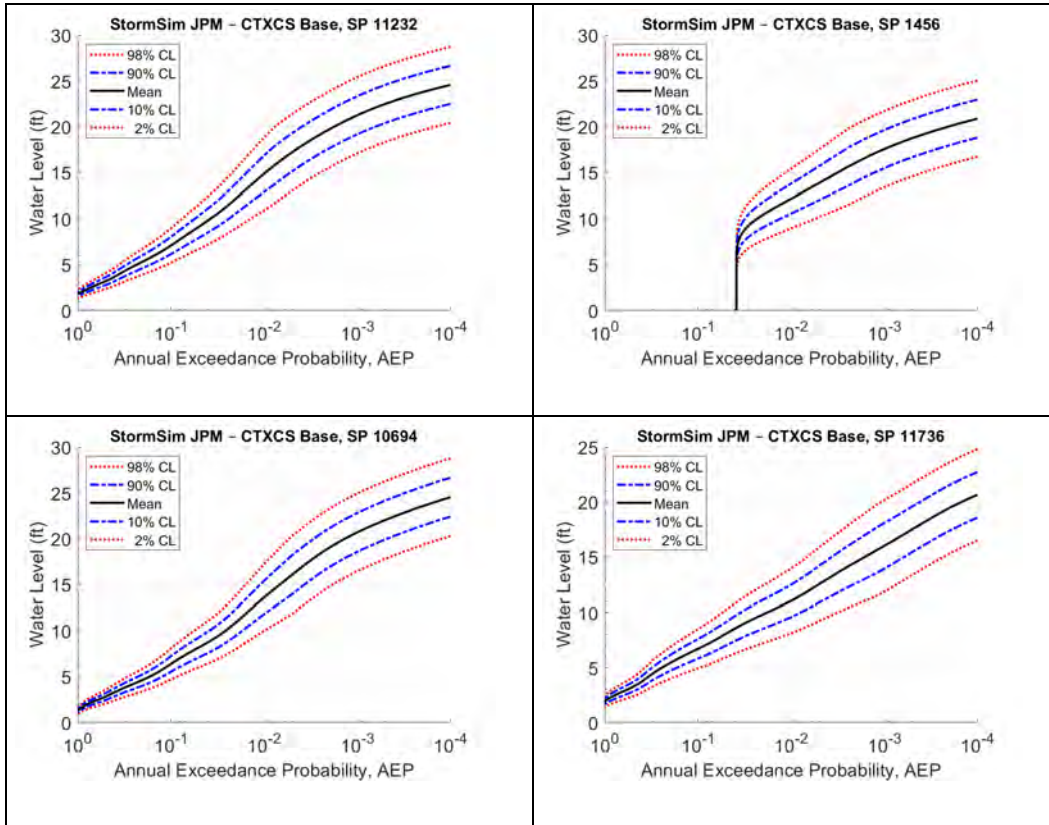 StormSim JPM – CTXCS Base, SP 11232
30
25
20
15
10
5
0
98% CL
90% CL
Mean
10% CL
2% CL
Water Level (ft)
10^0 10^-1 10^-2 10^-3 10^-4
Annual Exceedance Probability, AEP
StormSim JPM – CTXCS Base, SP 1456
30
25
20
15
10
5
0
98% CL
90% CL
Mean
10% CL
2% CL
Water Level (ft)
10^0 10^-1 10^-2 10^-3 10^-4
Annual Exceedance Probability, AEP
StormSim JPM – CTXCS Base, SP 10694
30
25
20
15
10
5
0
98% CL
90% CL
Mean
10% CL
2% CL
Water Level (ft)
10^0 10^-1 10^-2 10^-3 10^-4
Annual Exceedance Probability, AEP
StormSim JPM – CTXCS Base, SP 11736
25
20
15
10
5
0
98% CL
90% CL
Mean
10% CL
2% CL
Water Level (ft)
10^0 10^-1 10^-2 10^-3 10^-4
Annual Exceedance Probability, AEP